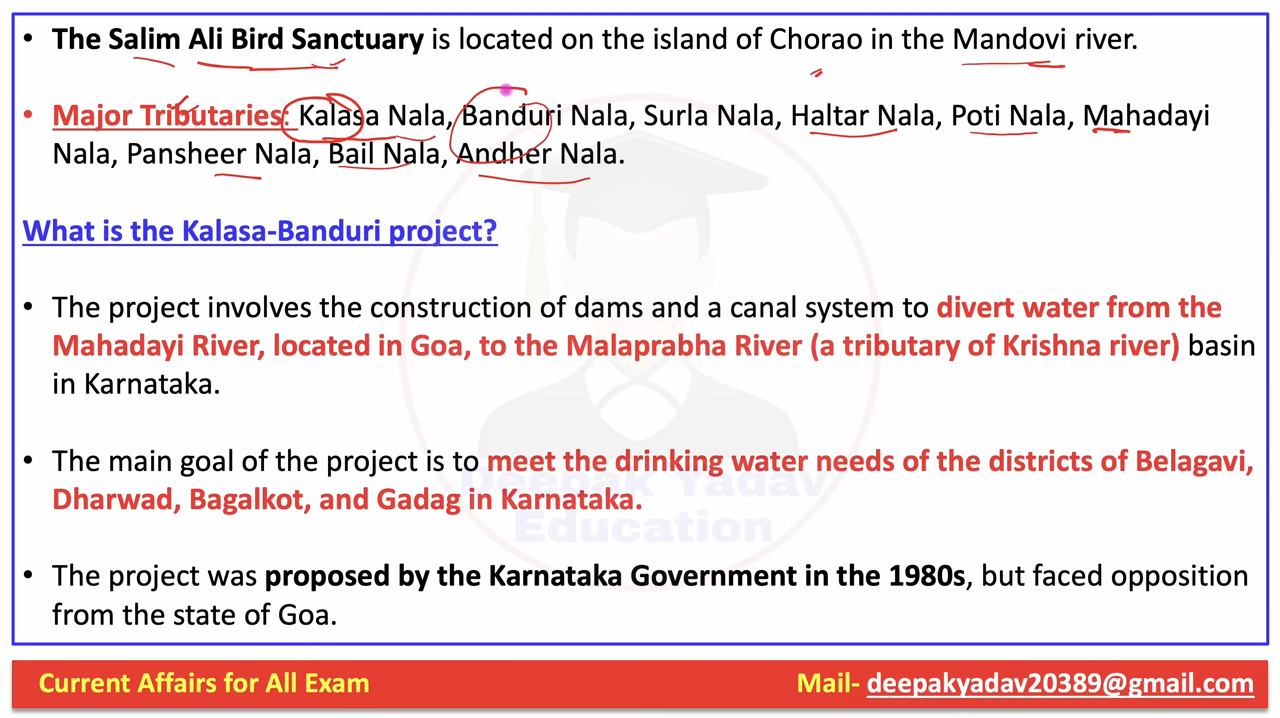 • The Salim Ali Bird Sanctuary is located on the island of Chorao in the Mandovi river.
• Major Tributaries: Kalasa Nala, Banduri Nala, Surla Nala, Haltar Nala, Poti Nala, Mahadayi
Nala, Pansheer Nala, Bail Nala, Andher Nala.
What is the Kalasa-Banduri project?
• The project involves the construction of dams and a canal system to divert water from the
Mahadayi River, located in Goa, to the Malaprabha River (a tributary of Krishna river) basin
in Karnataka.
• The main goal of the project is to meet the drinking water needs of the districts of Belagavi,
Dharwad, Bagalkot, and Gadag in Karnataka.
Deepak Yadav
Education
• The project was proposed by the Karnataka Government in the 1980s, but faced opposition
from the state of Goa.
Current Affairs for All Exam
Mail- deepakyadav20389@gmail.com